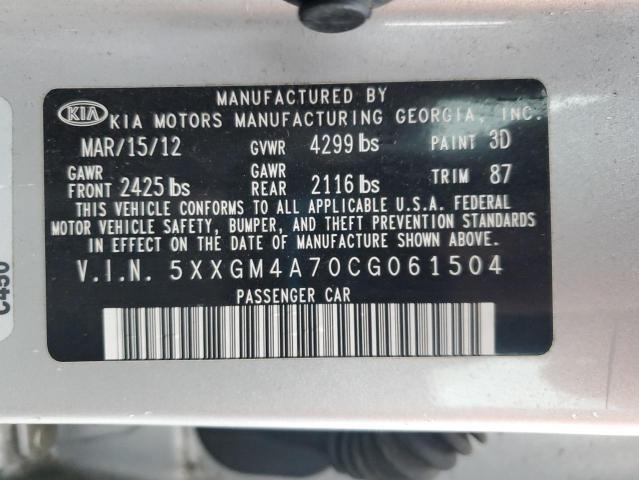 MANUFACTURED BY
KIA KIA MOTORS MANUFACTURING GEORGIA, INC.
MAR/15/12 GVWR 4299 lbs PAINT 3D
GAWR FRONT 2425 lbs GAWR REAR 2116 lbs TRIM 87
THIS VEHICLE CONFORMS TO ALL APPLICABLE U.S.A. FEDERAL
MOTOR VEHICLE SAFETY, BUMPER, AND THEFT PREVENTION STANDARDS
IN EFFECT ON THE DATE OF MANUFACTURE SHOWN ABOVE.
V.I.N. 5XXGM4A70CG061504
PASSENGER CAR
C490